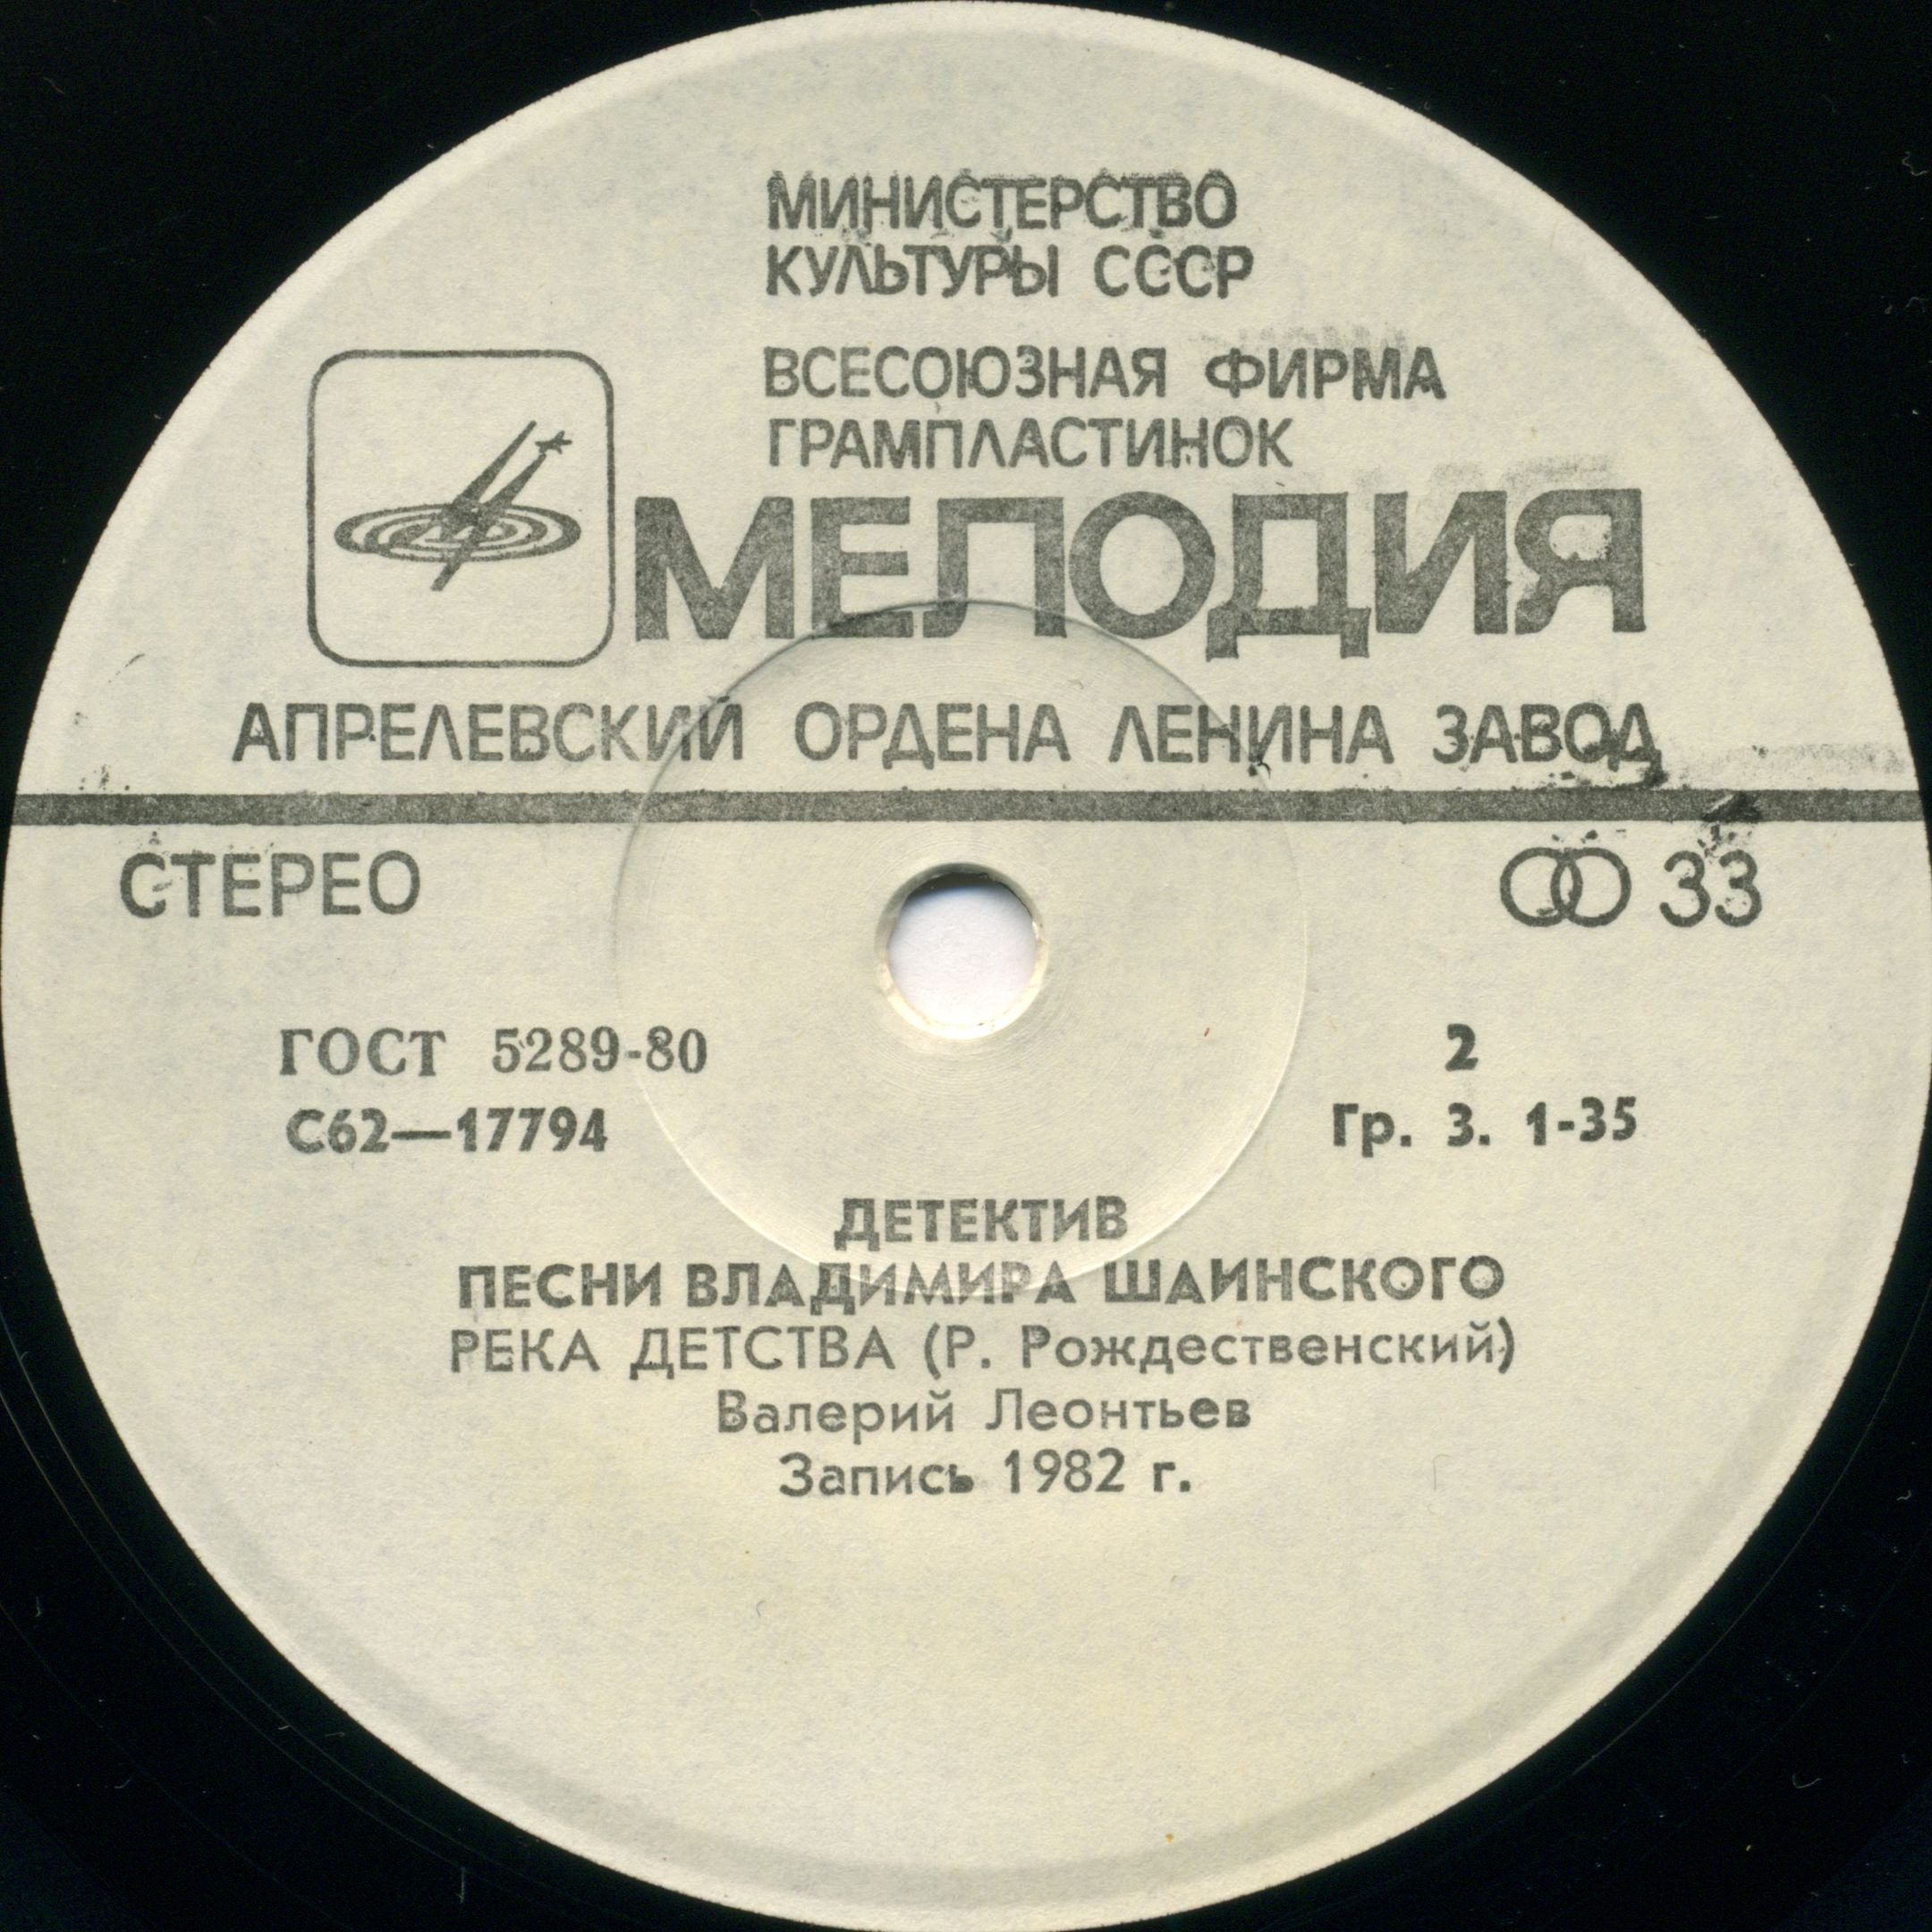 МИНИСТЕРСТВО
КУЛЬТУРЫ СССР
ВСЕСОЮЗНАЯ ФИРМА
ГРАМПЛАСТИНОК
МЕЛОДИЯ
АПРЕЛЕВСКИЙ ОРДЕНА ЛЕНИНА ЗАВОД
СТЕРЕО
33
ГОСТ 5289-80
2
С62—17794
Гр. 3. 1-35
ДЕТЕКТИВ
ПЕСНИ ВЛАДИМИРА ШАИНСКОГО
РЕКА ДЕТСТВА (Р. Рождественский)
Валерий Леонтьев
Запись 1982 г.